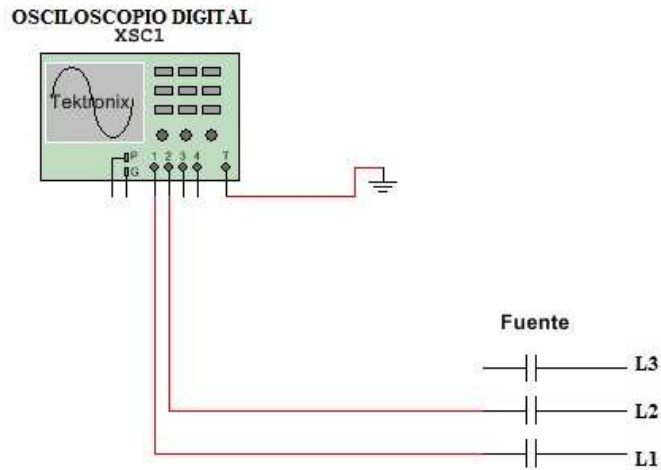 OSCILOSCOPIO DIGITAL
XSC1
Tektronix
P
G
1 2 3 4 T
Fuente
L3
L2
L1